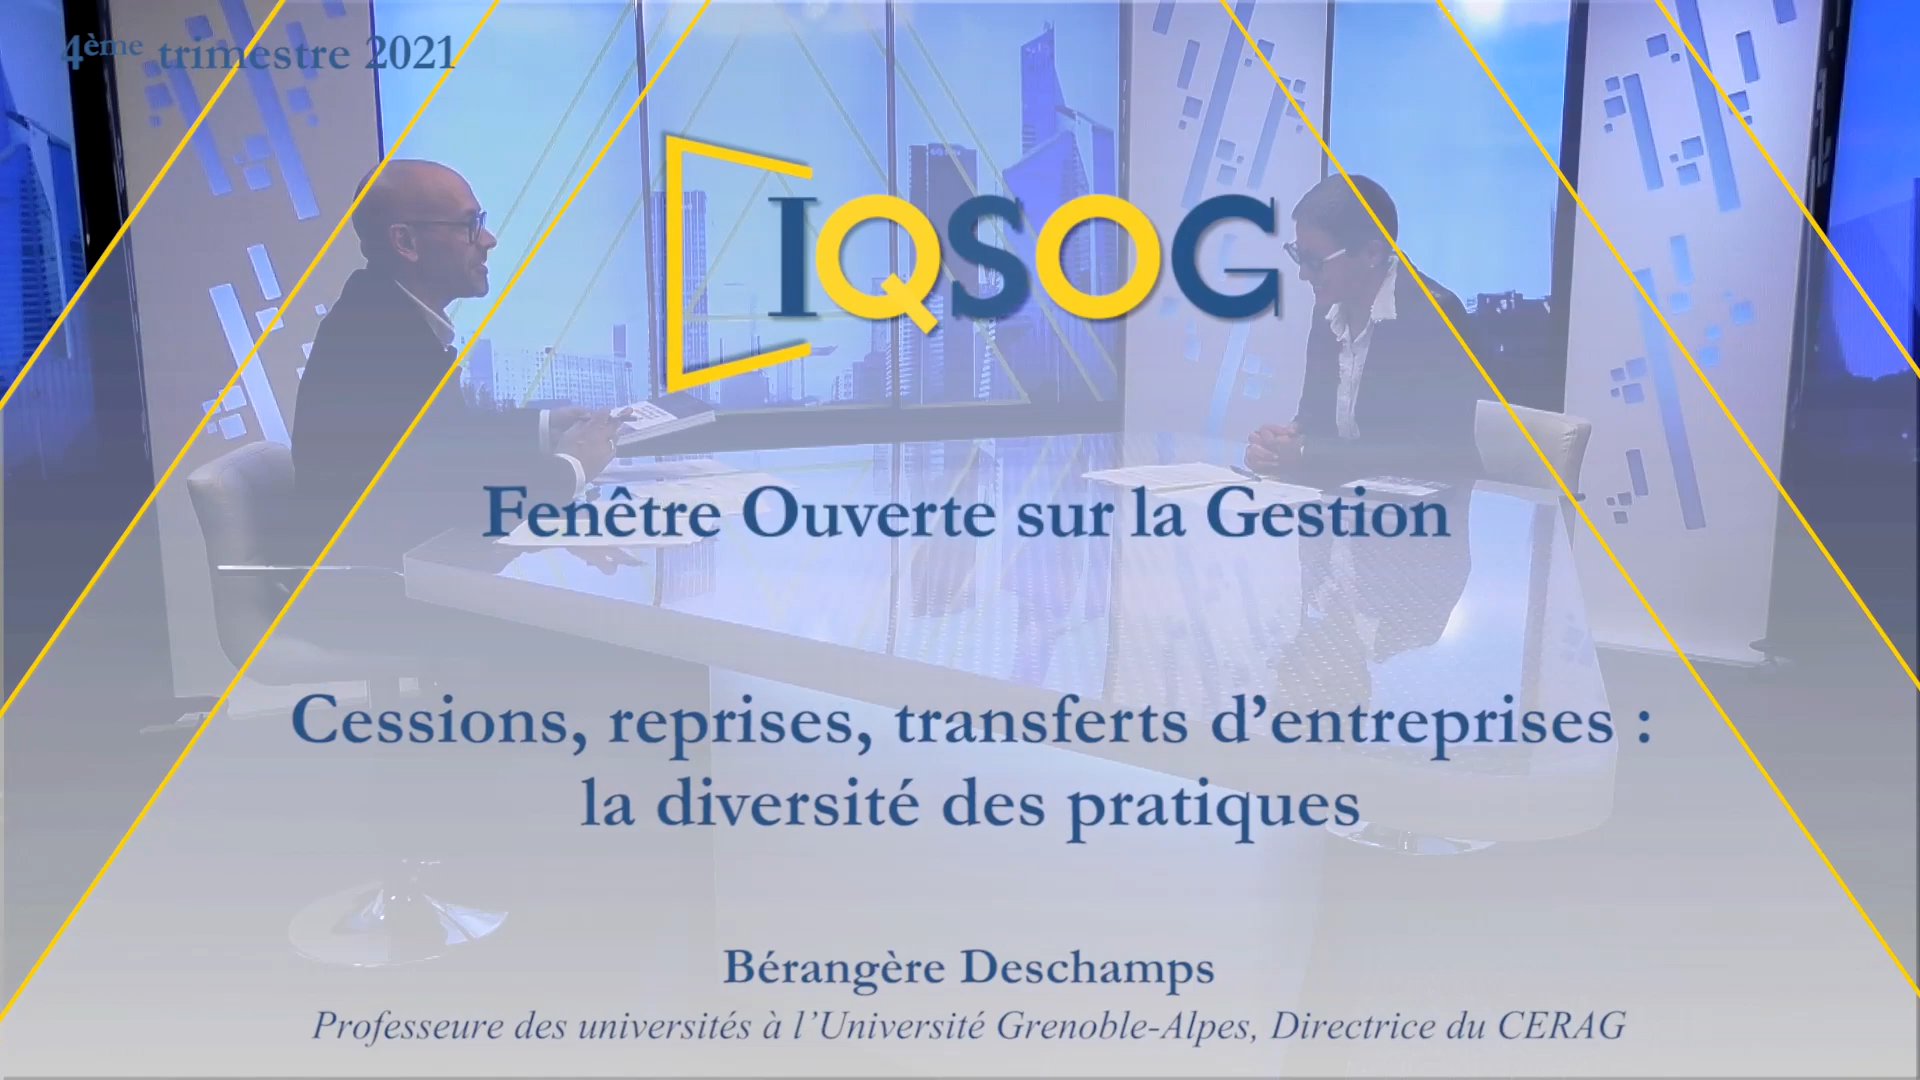 4ème trimestre 2021
IQSOG
Fenêtre Ouverte sur la Gestion
Cessions, reprises, transferts d’entreprises :
la diversité des pratiques
Bérangère Deschamps
Professeure des universités à l’Université Grenoble-Alpes, Directrice du CERAG